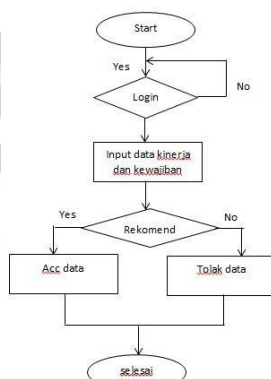 Start
Yes
No
Login
Input data kinerja
dan kewajiban
Yes
No
Rekomend
Acc data
Tolak data
selesai